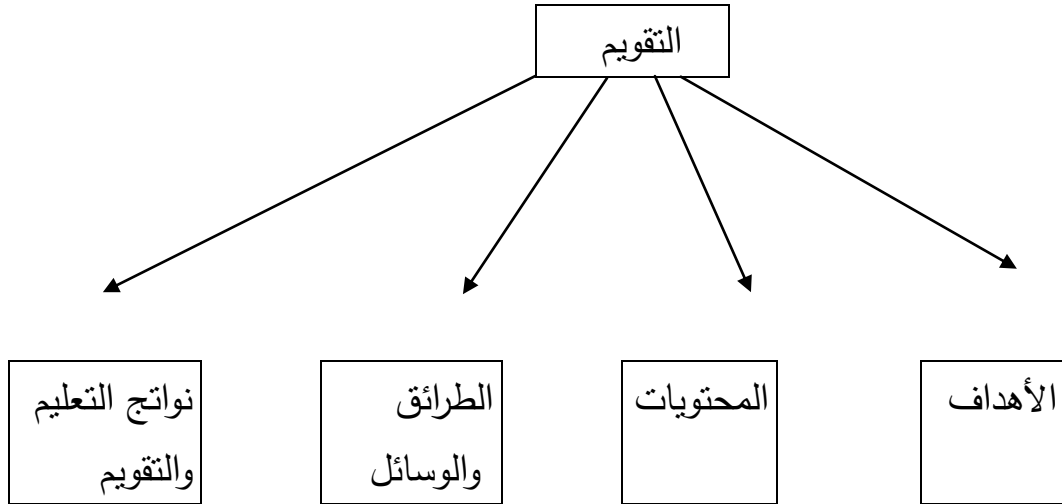 التقويم
الأهداف
المحتويات
الطرائق
والوسائل
نواتج التعليم
والتقويم